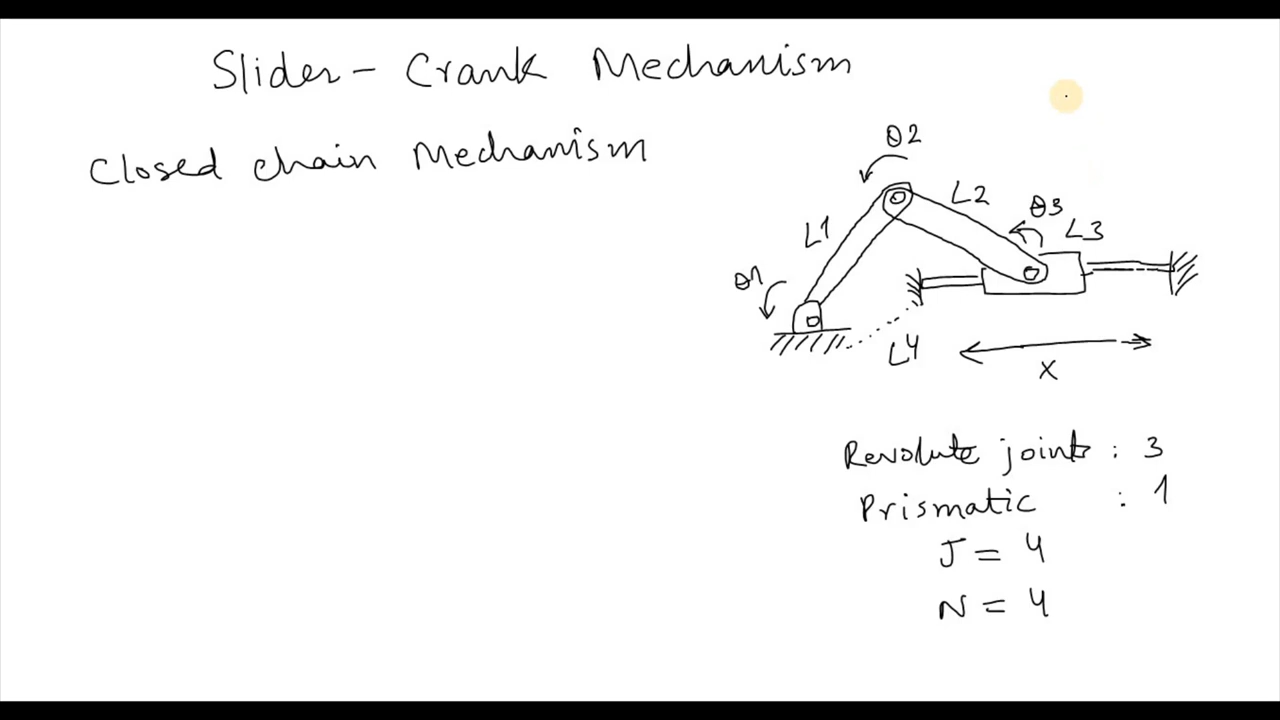 Slider - Crank Mechanism
Closed chain Mechanism
θ2
L2
θ3
L3
L1
θ1
L4
X
Revolute joints : 3
Prismatic : 1
J = 4
N = 4